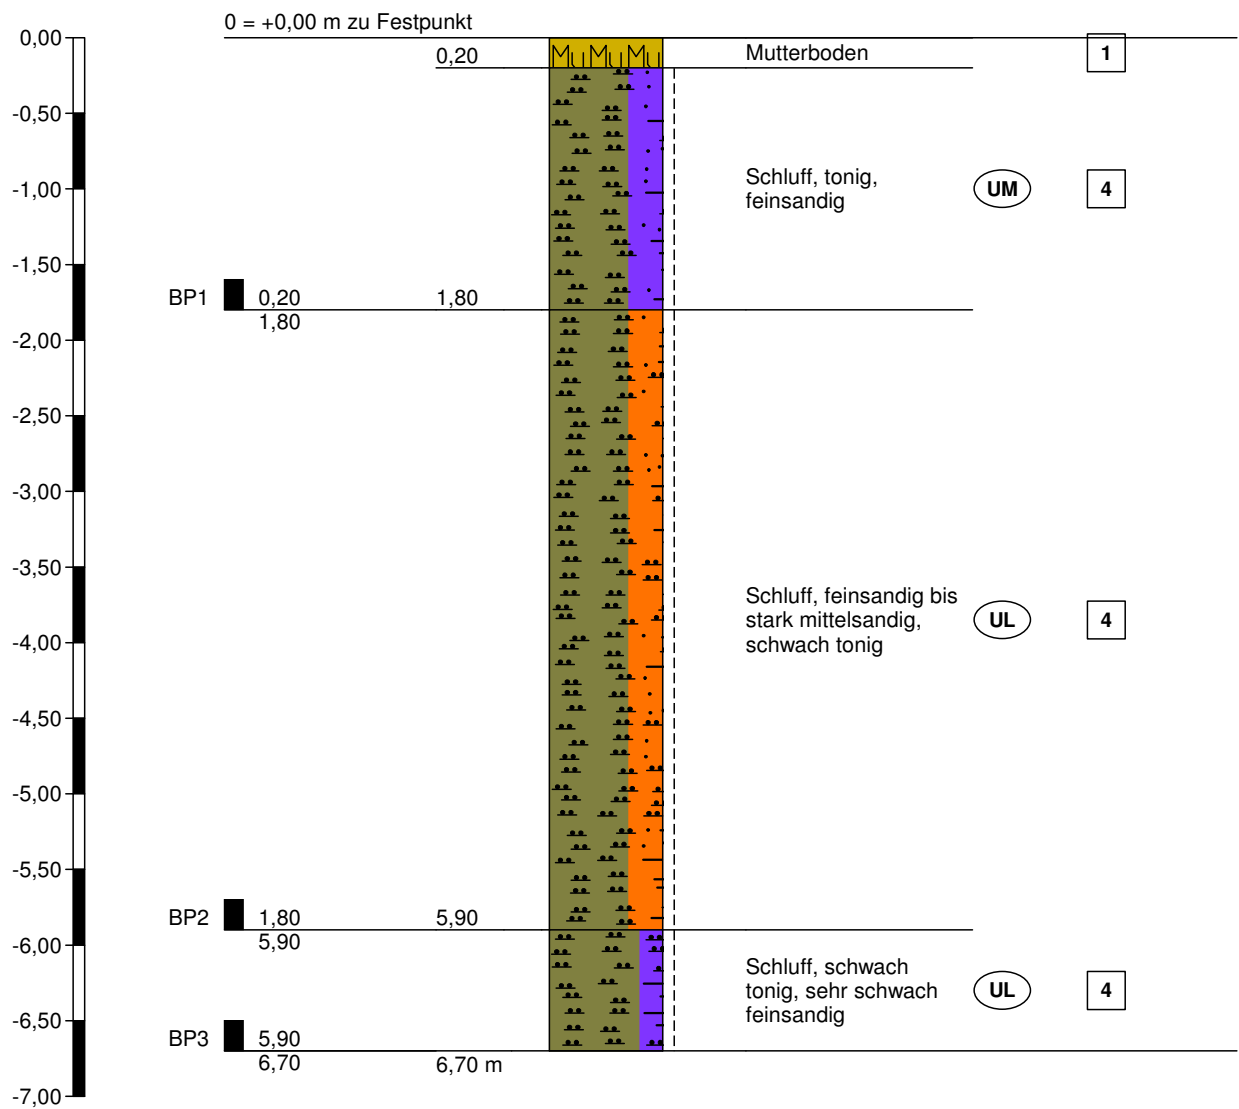 0 = +0,00 m zu Festpunkt
0,00
0,20
Mu Mu Mu
Mutterboden
1
-0,50
-1,00
Schluff, tonig,
feinsandig
UM
4
-1,50
BP1
0,20
1,80
1,80
-2,00
-2,50
-3,00
-3,50
Schluff, feinsandig bis
stark mittelsandig,
schwach tonig
UL
4
-4,00
-4,50
-5,00
-5,50
BP2
1,80
5,90
5,90
-6,00
Schluff, schwach
tonig, sehr schwach
feinsandig
UL
4
-6,50
BP3
5,90
6,70
6,70 m
-7,00